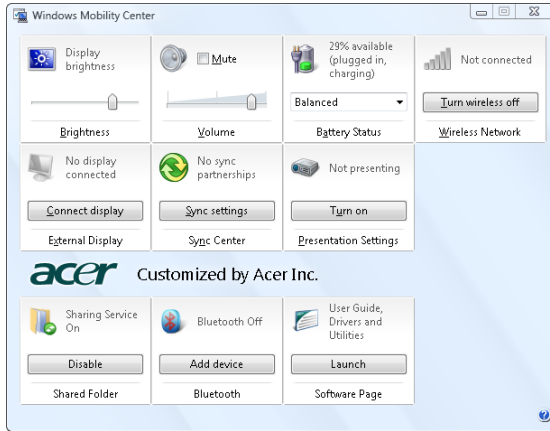 Windows Mobility Center
Display
brightness
Brightness
Mute
Volume
29% available
(plugged in,
charging)
Balanced
Battery Status
Not connected
Turn wireless off
Wireless Network
No display
connected
Connect display
External Display
No sync
partnerships
Sync settings
Sync Center
Not presenting
Turn on
Presentation Settings
acer Customized by Acer Inc.
Sharing Service
On
Disable
Shared Folder
Bluetooth Off
Add device
Bluetooth
User Guide,
Drivers and
Utilities
Launch
Software Page